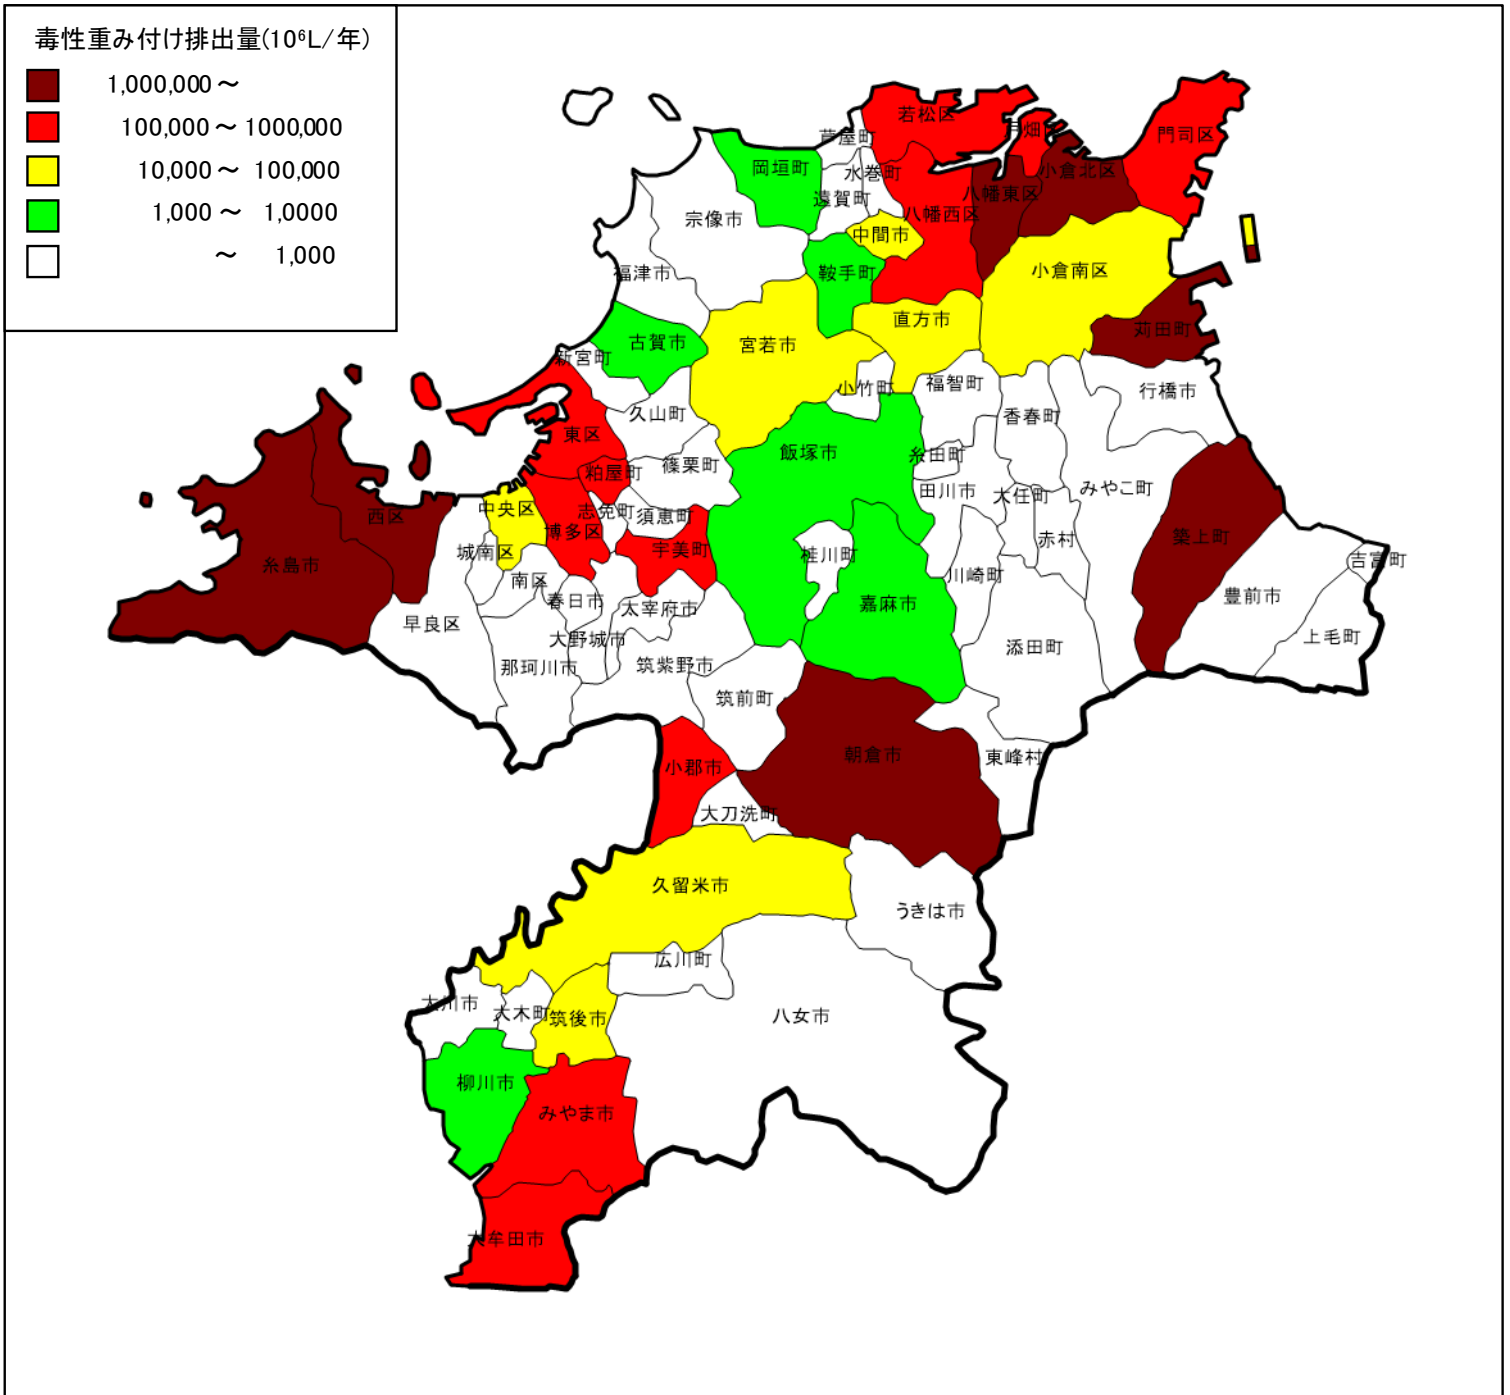 毒性重み付け排出量(10⁶L/年)
1,000,000～
100,000～1000,000
10,000～ 100,000
1,000 ～ 1,0000
～ 1,000
若松区
戸畑区
門司区
芦屋町
岡垣町
水巻町
小倉北区
八幡東区
遠賀町
八幡西区
宗像市
中間市
福津市
鞍手町
小倉南区
直方市
苅田町
古賀市
宮若市
新宮町
小竹町
福智町
行橋市
久山町
香春町
東区
飯塚市
糸田町
篠栗町
粕屋町
田川市
大任町
みやこ町
中央区
志免町
須恵町
西区
博多区
赤村
築上町
城南区
宇美町
桂川町
吉富町
糸島市
南区
川崎町
春日市
太宰府市
嘉麻市
豊前市
早良区
大野城市
上毛町
那珂川市
筑紫野市
添田町
筑前町
朝倉市
東峰村
小郡市
大刀洗町
久留米市
うきは市
広川町
大川市
大木町
筑後市
八女市
柳川市
みやま市
大牟田市